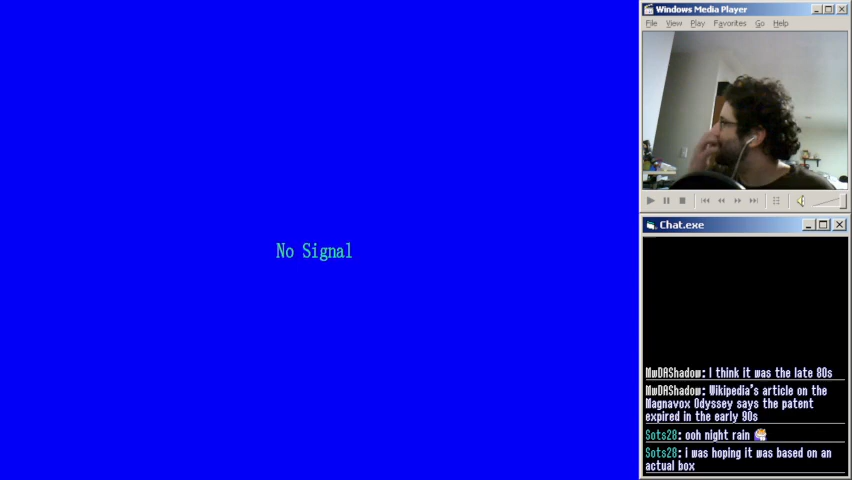 No Signal
Windows Media Player
File View Play Favorites Go Help
Chat.exe
MwDAShadow: I think it was the late 80s
MwDAShadow: Wikipedia's article on the
Magnavox Odyssey says the patent
expired in the early 90s
Sots28: ooh night rain
Sots28: i was hoping it was based on an
actual box